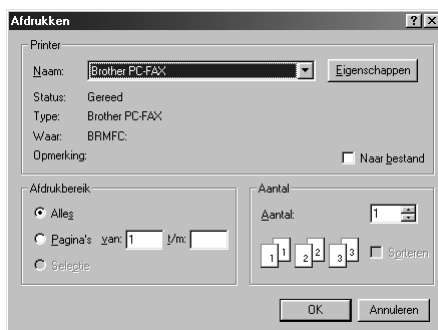 Afdrukken
Printer
Naam: Brother PC-FAX Eigenschappen
Status: Gereed
Type: Brother PC-FAX
Waar: BRMFC:
Opmerking: Naar bestand
Afdrukbereik
Alles
Pagina's van: 1 t/m:
Selectie
Aantal
Aantal: 1
1 1 2 2 3 3 Sorteren
OK Annuleren